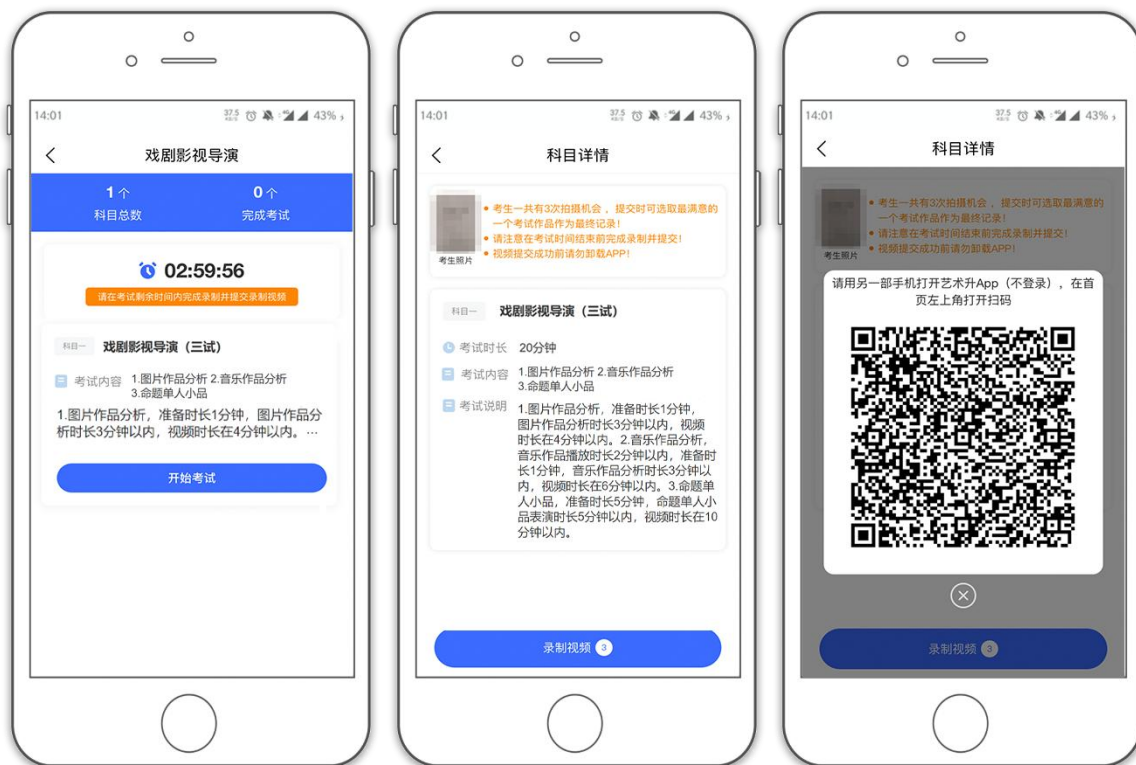 14:01
37.5
KB/S
43%
戏剧影视导演
1个
0个
科目总数
完成考试
02:59:56
请在考试剩余时间内完成录制并提交录制视频
科目一
戏剧影视导演（三试）
考试内容
1.图片作品分析 2.音乐作品分析
3.命题单人小品
1.图片作品分析，准备时长1分钟，图片作品分
析时长3分钟以内，视频时长在4分钟以内。…
开始考试
14:01
37.5
KB/S
43%
科目详情
考生一共有3次拍摄机会，提交时可选取最满意的
一个考试作品作为最终记录！
请注意在考试时间结束前完成录制并提交！
视频提交成功前请勿卸载APP！
考生照片
科目一
戏剧影视导演（三试）
考试时长
20分钟
考试内容
1.图片作品分析 2.音乐作品分析
3.命题单人小品
考试说明
1.图片作品分析，准备时长1分钟，
图片作品分析时长3分钟以内，视频
时长在4分钟以内。2.音乐作品分析，
音乐作品播放时长2分钟以内，准备时
长1分钟，音乐作品分析时长3分钟以
内，视频时长在6分钟以内。3.命题单
人小品，准备时长5分钟，命题单人小
品表演时长5分钟以内，视频时长在10
分钟以内。
录制视频 3
14:01
37.5
KB/S
43%
科目详情
考生一共有3次拍摄机会，提交时可选取最满意的
一个考试作品作为最终记录！
请注意在考试时间结束前完成录制并提交！
视频提交成功前请勿卸载APP！
考生照片
请用另一部手机打开艺术升App（不登录），在首
页左上角打开扫码
录制视频 3